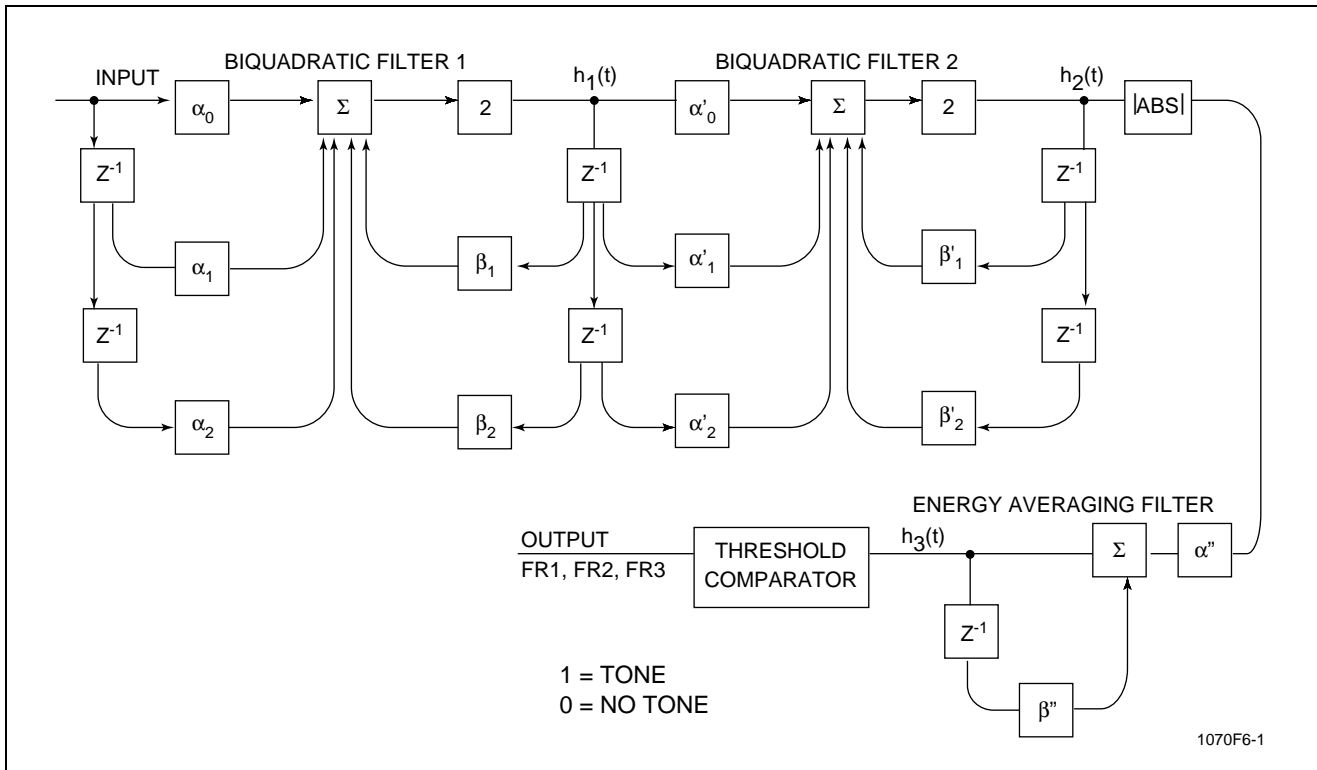 BIQUADRATIC FILTER 1
BIQUADRATIC FILTER 2
INPUT
h1(t)
h2(t)
α0
Σ
2
α'0
Σ
2
|ABS|
Z-1
Z-1
Z-1
α1
β1
α'1
β'1
Z-1
Z-1
Z-1
α2
β2
α'2
β'2
ENERGY AVERAGING FILTER
OUTPUT
FR1, FR2, FR3
THRESHOLD
COMPARATOR
h3(t)
Σ
α"
Z-1
β"
1 = TONE
0 = NO TONE
1070F6-1